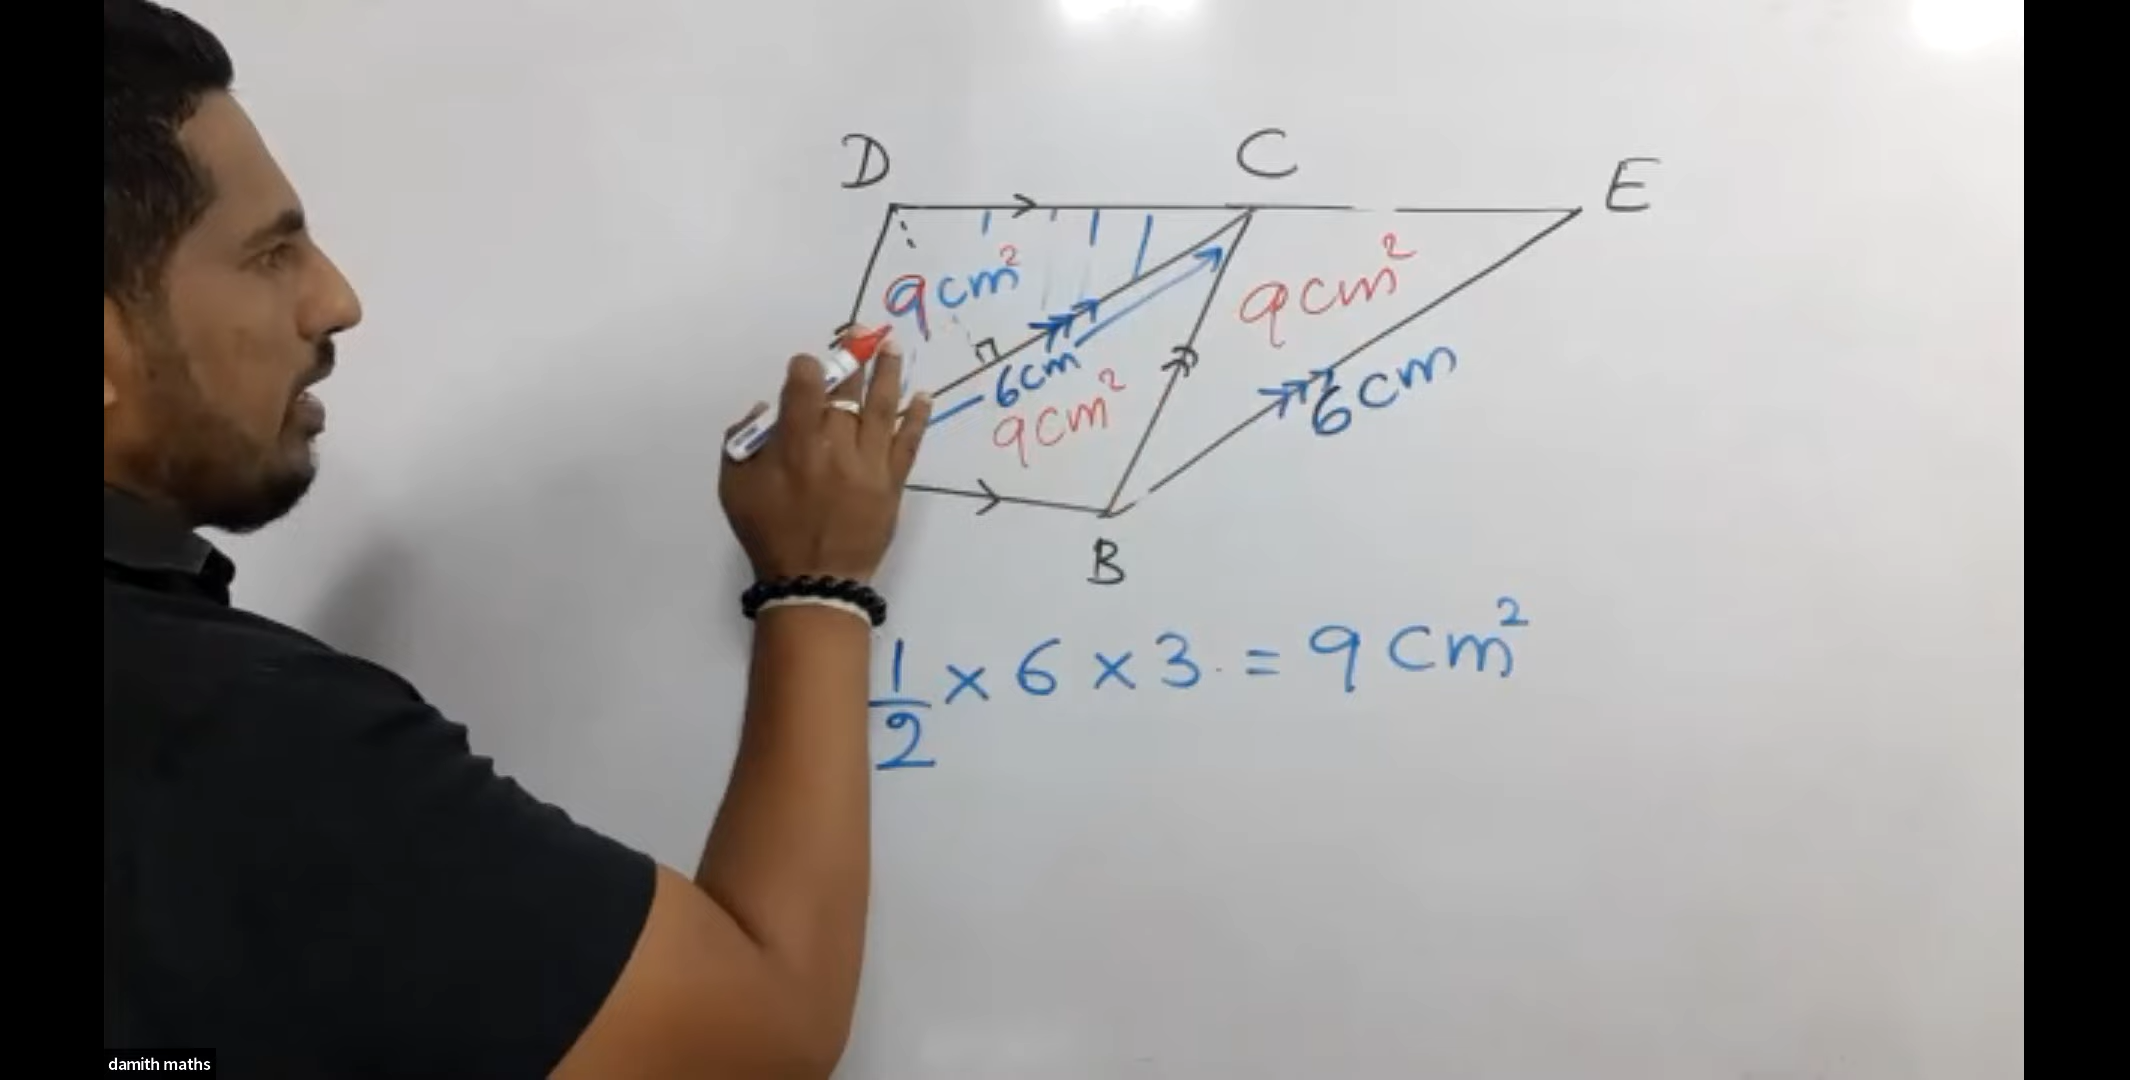 D C E
9cm²
9cm²
6cm
9cm²
6cm
B
1/2 × 6 × 3 = 9 cm²
damith maths